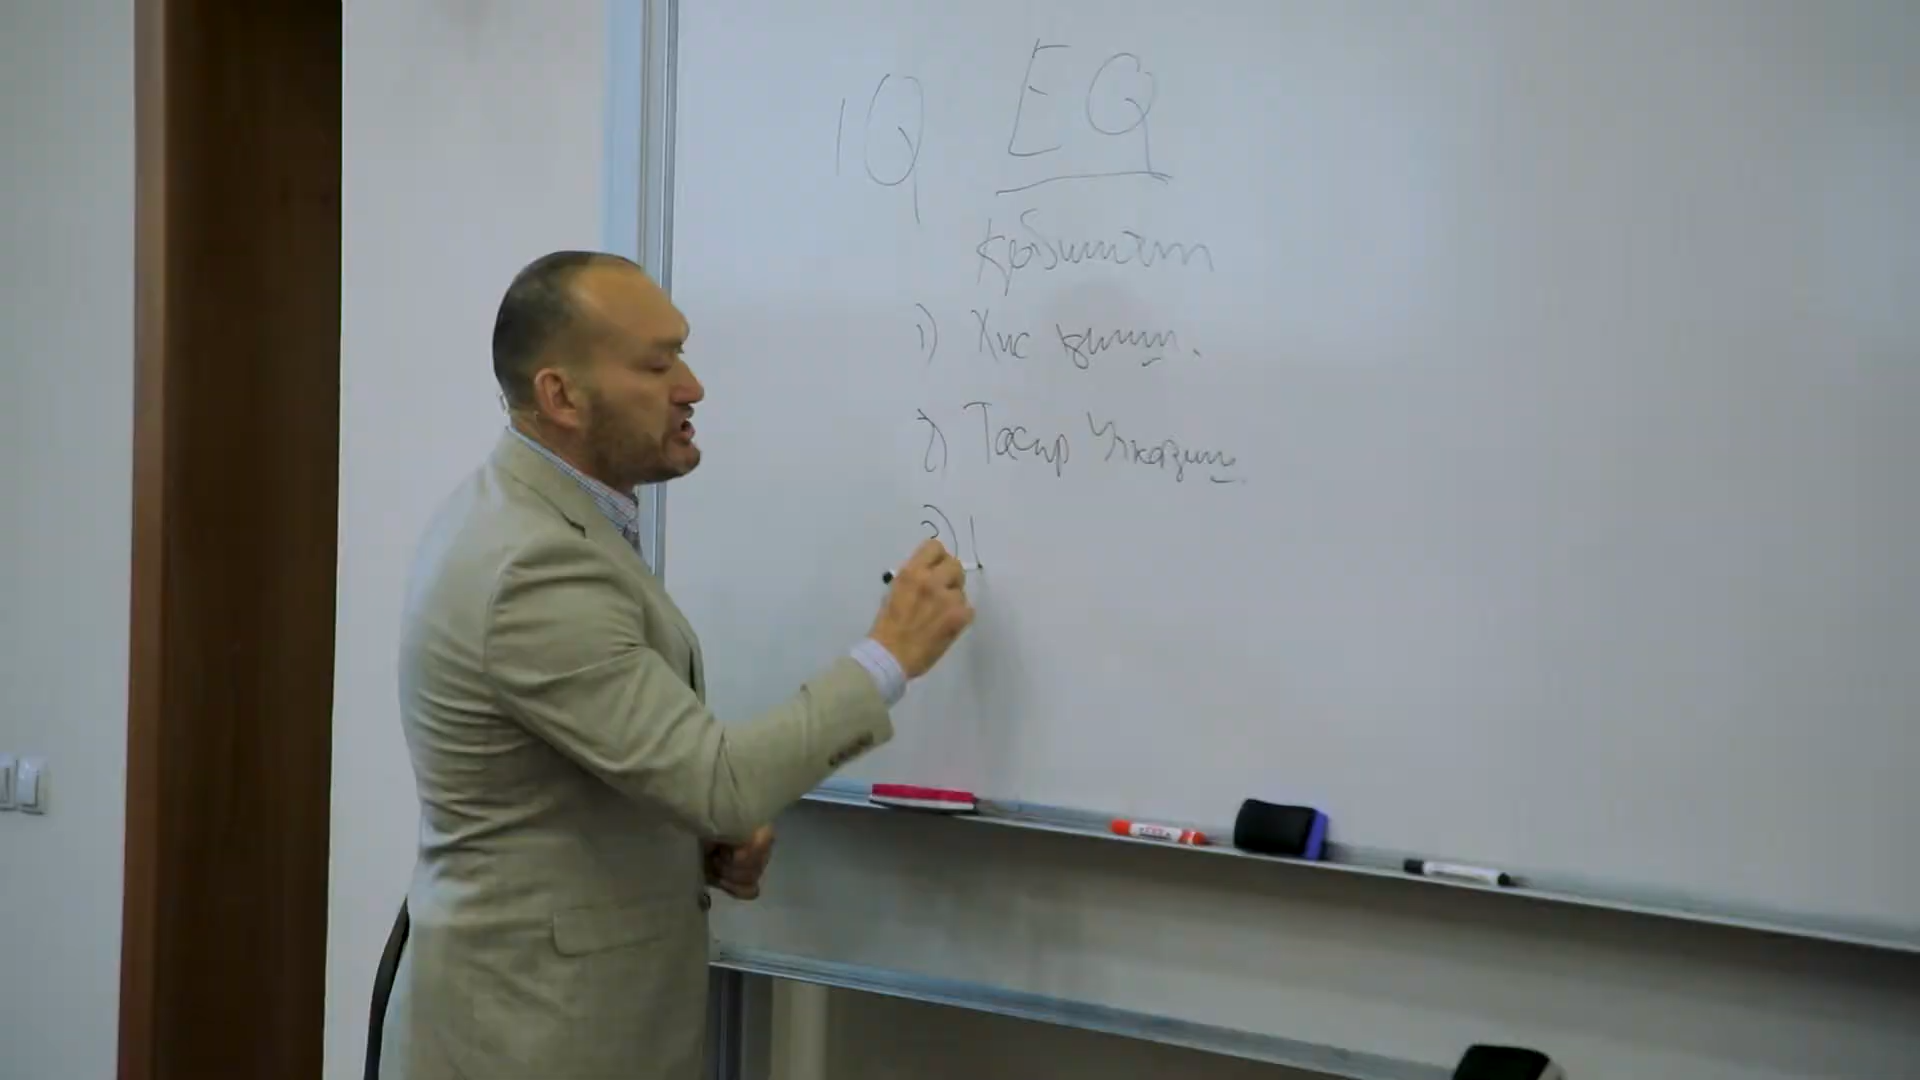 IQ EQ
қобилият
1) Хис қилиш.
2) Таъсир Ўтказиш.
3)